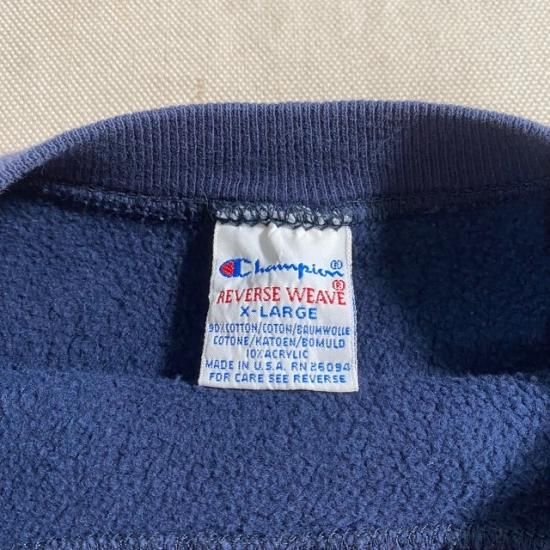 Champion®
REVERSE WEAVE®
X-LARGE
90% COTTON/COTON/BAUMWOLLE
COTONE/KATOEN/BOMULD
10% ACRYLIC
MADE IN U.S.A. RN 26094
FOR CARE SEE REVERSE